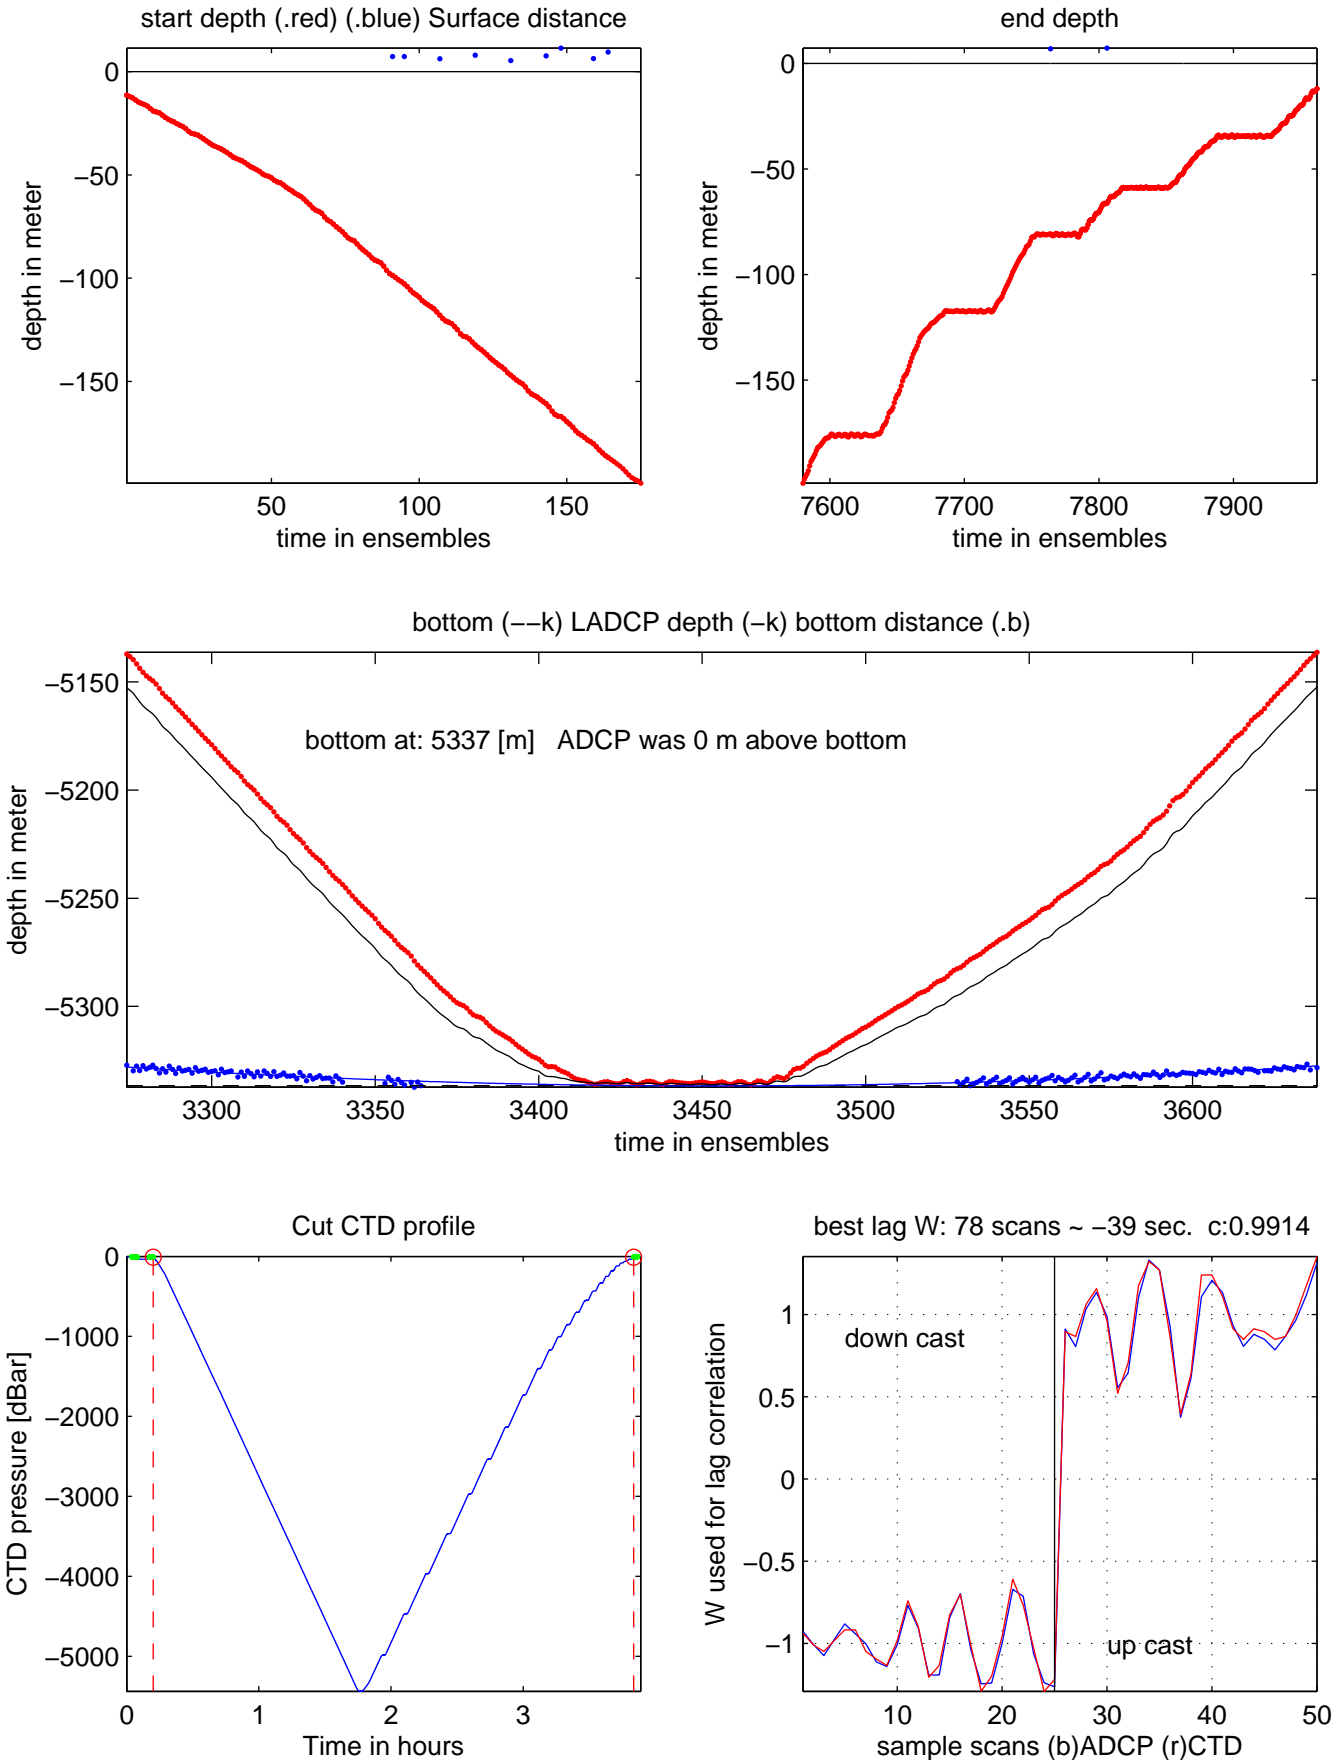 start depth (.red) (.blue) Surface distance
0
−50
−100
−150
depth in meter
50
100
150
time in ensembles
end depth
0
−50
−100
−150
depth in meter
7600
7700
7800
7900
time in ensembles
bottom (−−k) LADCP depth (−k) bottom distance (.b)
−5150
−5200
−5250
−5300
depth in meter
bottom at: 5337 [m]   ADCP was 0 m above bottom
3300
3350
3400
3450
3500
3550
3600
time in ensembles
Cut CTD profile
0
−1000
−2000
−3000
−4000
−5000
CTD pressure [dBar]
0
1
2
3
Time in hours
best lag W: 78 scans ~ −39 sec.  c:0.9914
1
0.5
0
−0.5
−1
W used for lag correlation
down cast
up cast
10
20
30
40
50
sample scans (b)ADCP (r)CTD